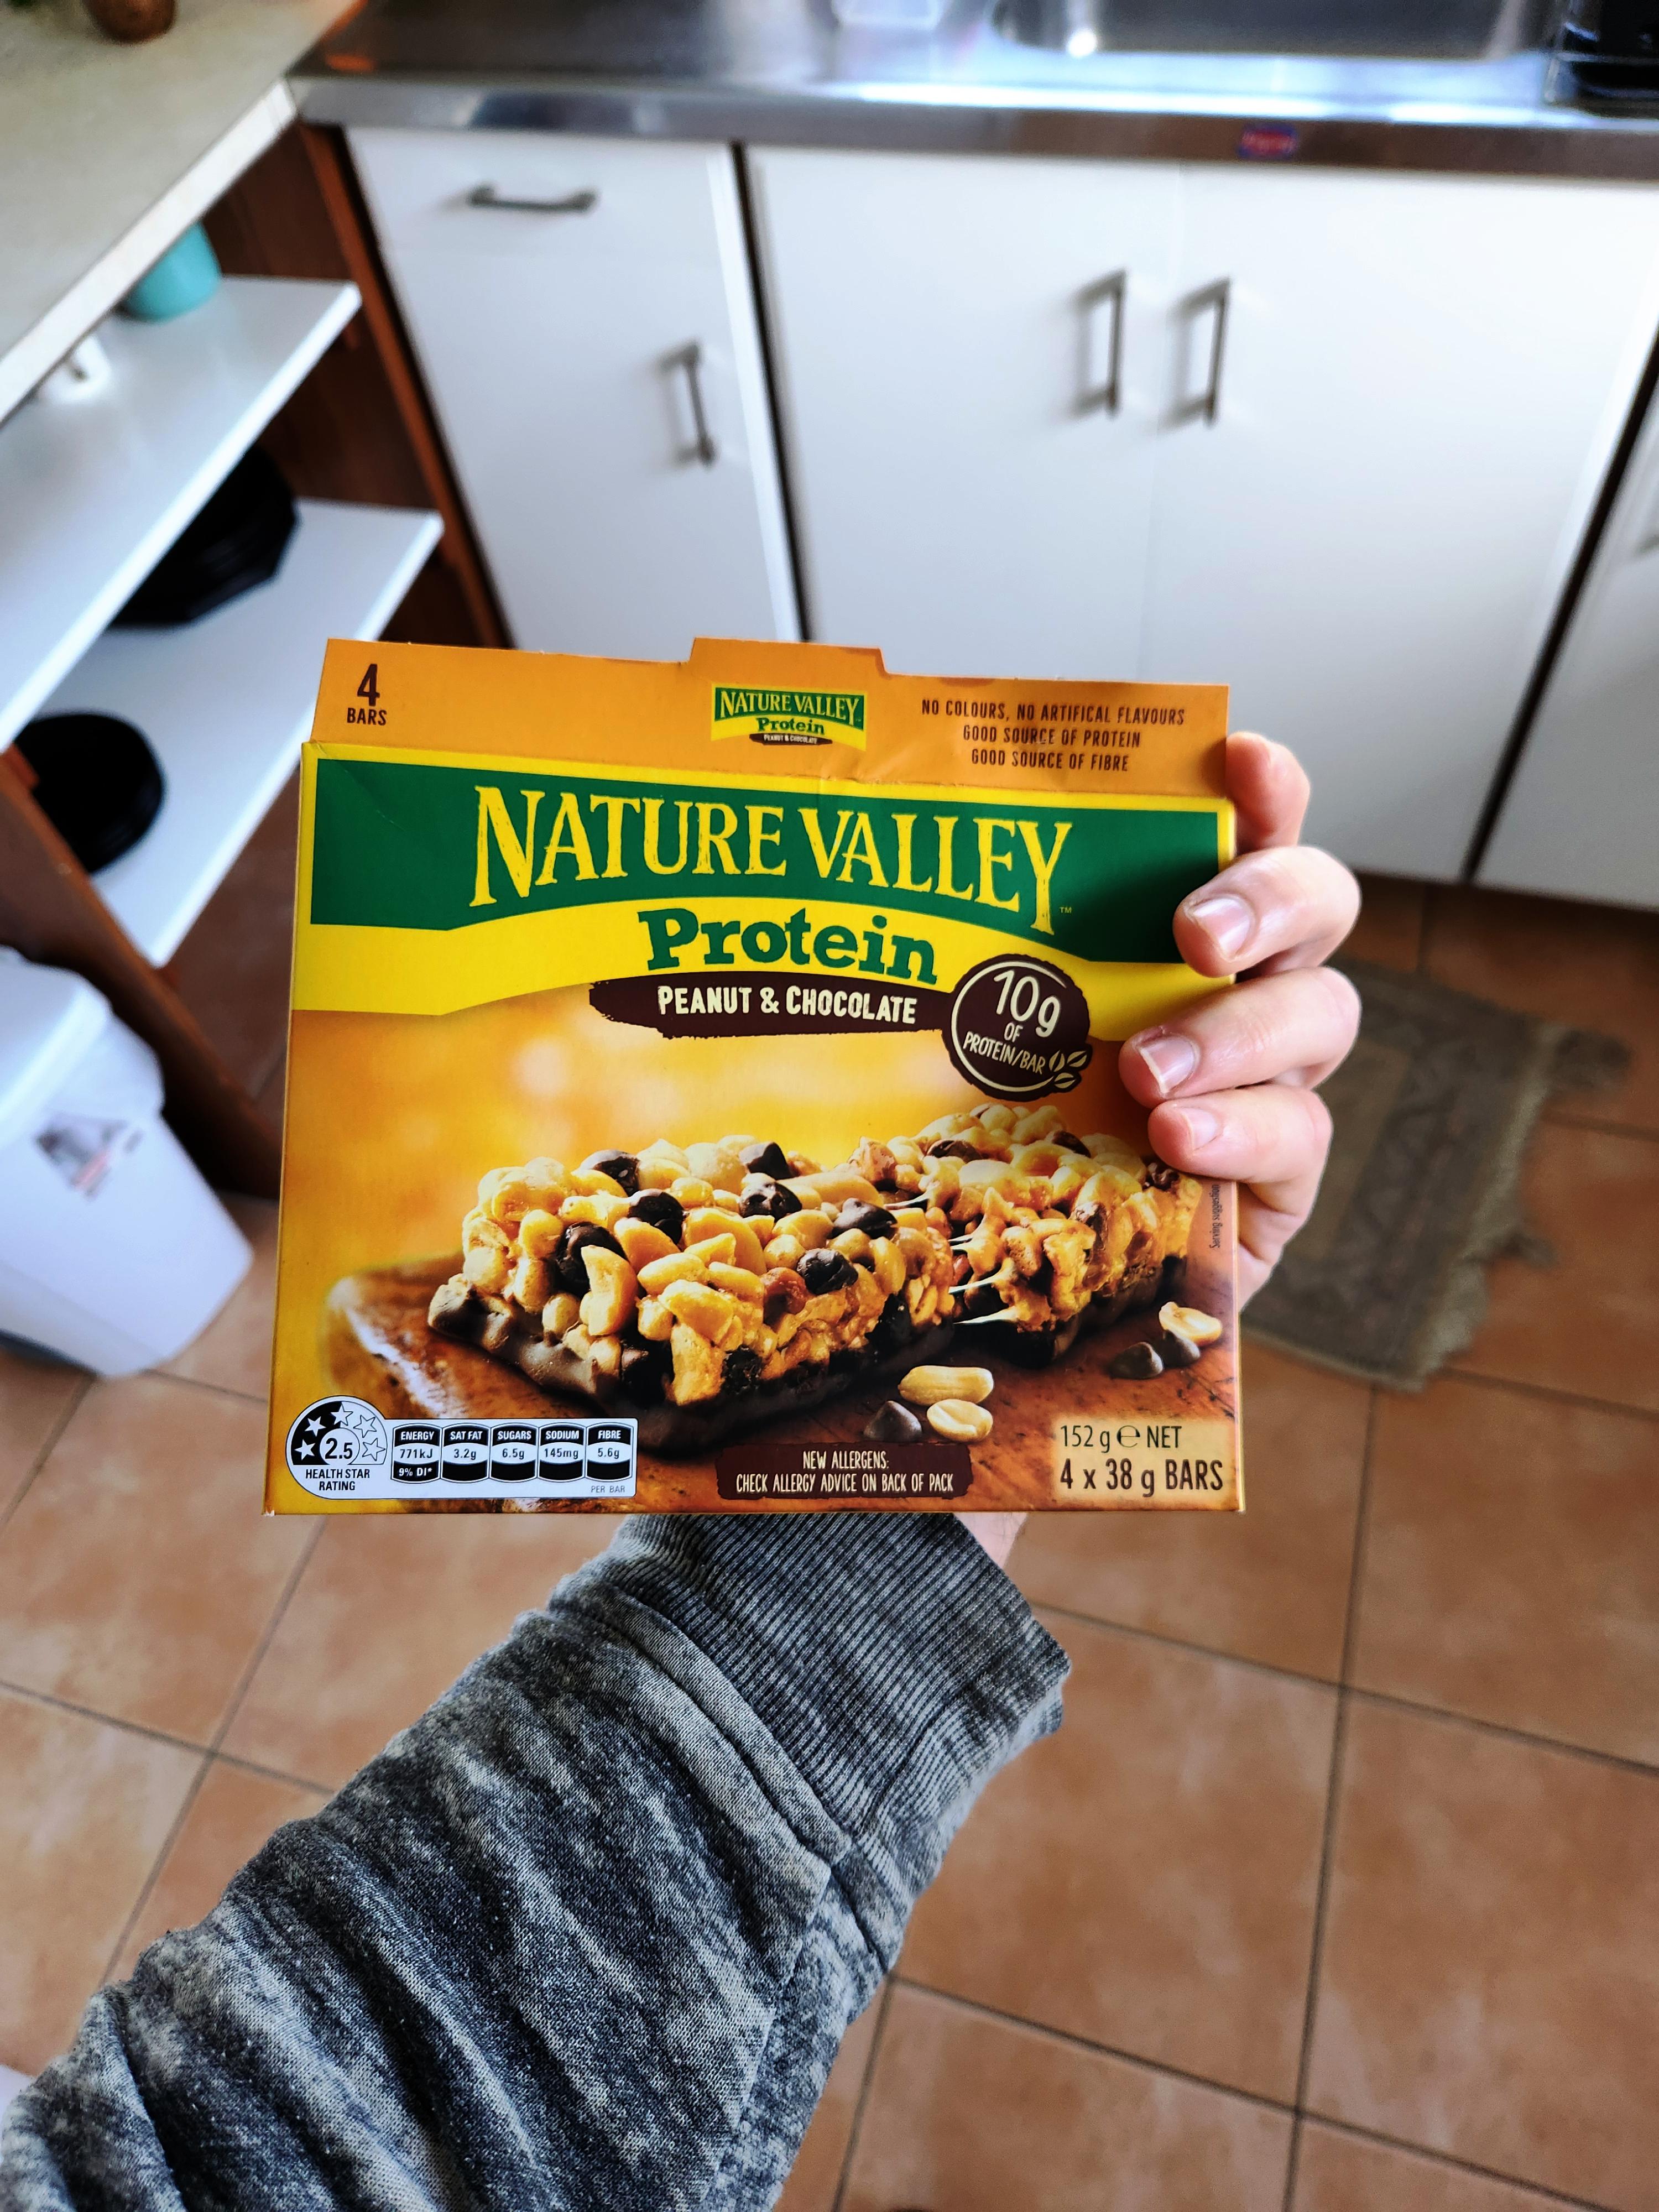 4
BARS
NATURE VALLEY
Protein
PEANUT & CHOCOLATE
NO COLOURS, NO ARTIFICAL FLAVOURS
GOOD SOURCE OF PROTEIN
GOOD SOURCE OF FIBRE
NATURE VALLEY™
Protein
PEANUT & CHOCOLATE
10g
OF
PROTEIN/BAR
Serving suggestion
2.5
HEALTH STAR
RATING
ENERGY SAT FAT SUGARS SODIUM FIBRE
771kJ 3.2g 6.5g 145mg 5.6g
9% DI*
PER BAR
NEW ALLERGENS:
CHECK ALLERGY ADVICE ON BACK OF PACK
152 g ℮ NET
4 x 38 g BARS